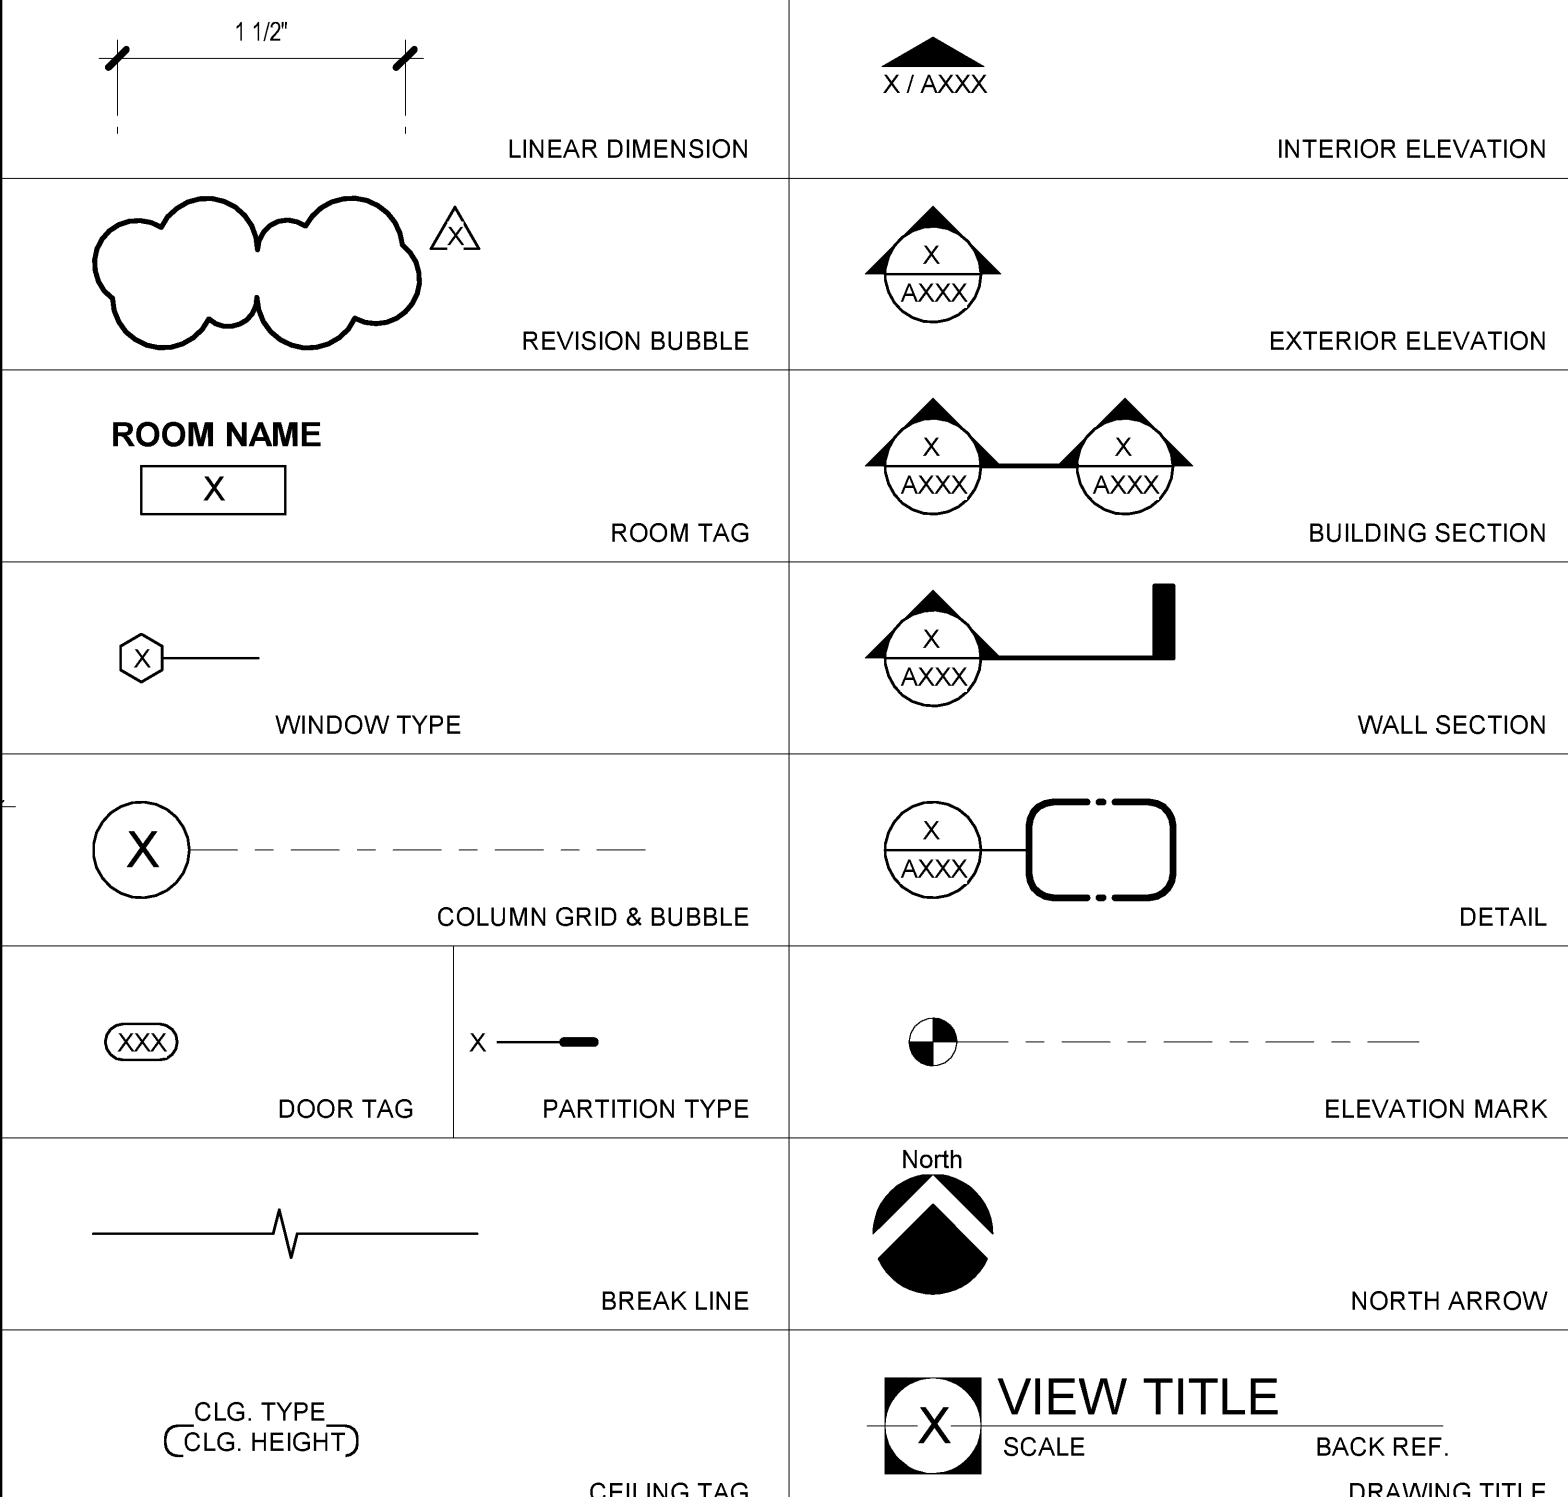 1 1/2"
LINEAR DIMENSION
X / AXXX
INTERIOR ELEVATION
X
REVISION BUBBLE
X
AXXX
EXTERIOR ELEVATION
ROOM NAME
X
ROOM TAG
X
AXXX
X
AXXX
BUILDING SECTION
X
WINDOW TYPE
X
AXXX
WALL SECTION
X
COLUMN GRID & BUBBLE
X
AXXX
DETAIL
XXX
DOOR TAG
X
PARTITION TYPE
ELEVATION MARK
BREAK LINE
North
NORTH ARROW
CLG. TYPE
CLG. HEIGHT
CEILING TAG
X
VIEW TITLE
SCALE
BACK REF.
DRAWING TITLE